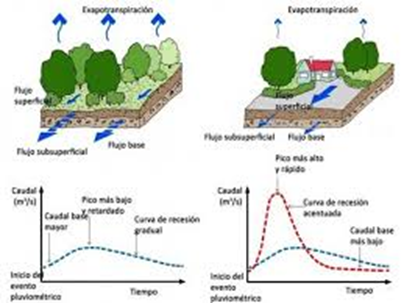 Evapotranspiración
Flujo
superficial
Flujo subsuperficial
Flujo base
Evapotranspiración
Flujo
superficial
Flujo subsuperficial
Flujo base
Caudal
(m³/s)
Pico más bajo
y retardado
Caudal base
mayor
Curva de recesión
gradual
Inicio del
evento
pluviométrico
Tiempo
Caudal
(m³/s)
Pico más alto
y rápido
Curva de recesión
acentuada
Caudal base
más bajo
Inicio del
evento
pluviométrico
Tiempo